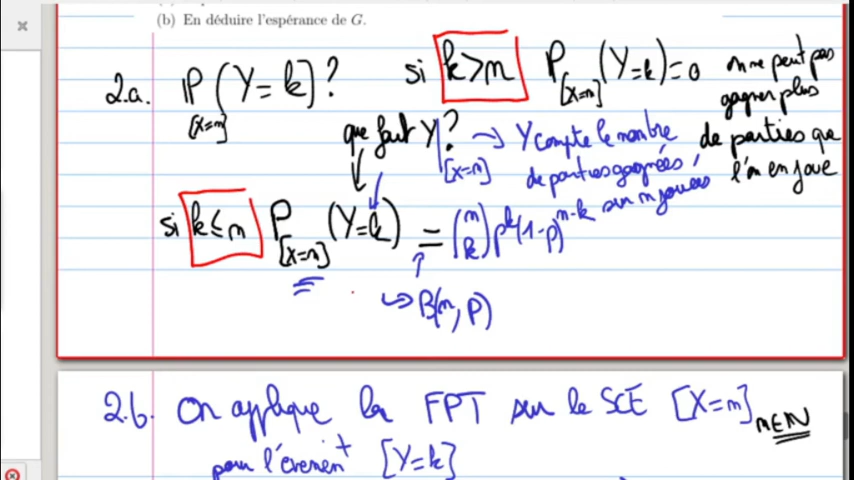 (b) En déduire l'espérance de G.
2.a. P[X=n] (Y=k)? si k>n P[X=n] (Y=k)=0 on ne peut pas gagner plus de parties que l'on en joue
que fait Y|[X=n]? → Y compte le nombre de parties gagnées, sur n jouées
si k≤n P[X=n] (Y=k) = (n k) p^k (1-p)^{n-k}
↪ B(n, p)
2.b. On applique la FPT sur le SCE [X=n] n∈N
pour l'évènemt [Y=k]